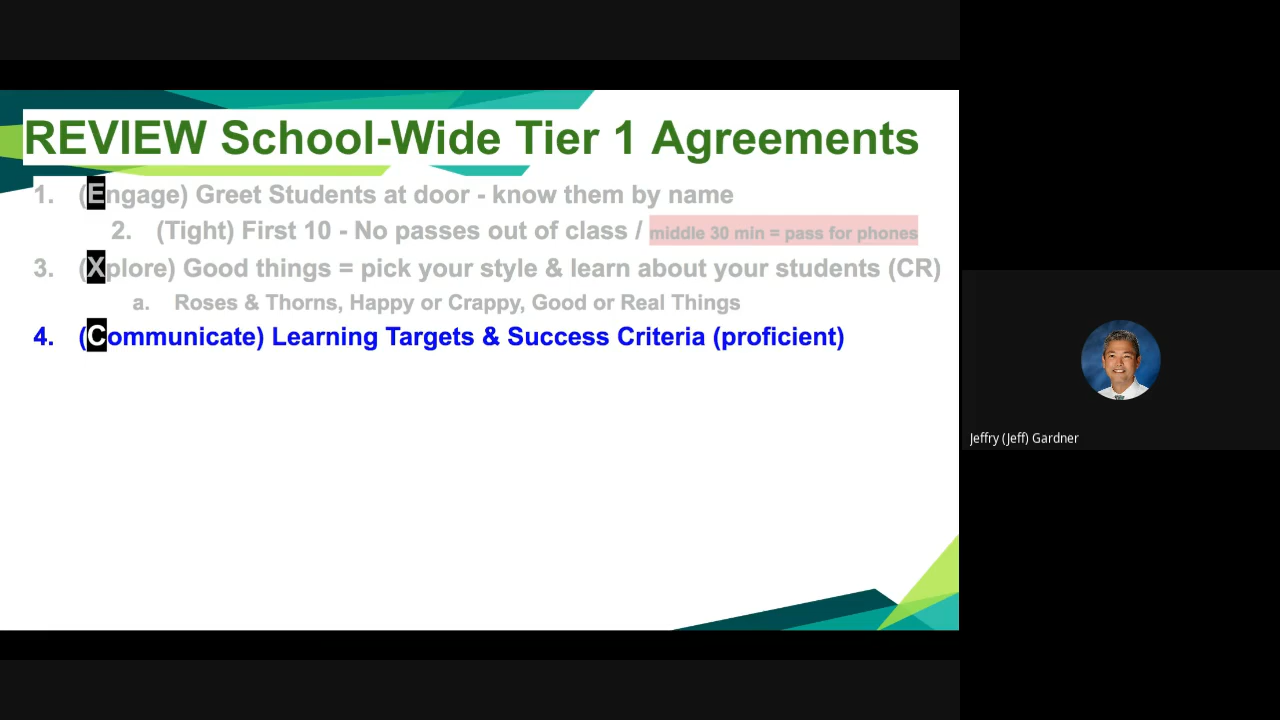 REVIEW School-Wide Tier 1 Agreements
1. (Engage) Greet Students at door - know them by name
2. (Tight) First 10 - No passes out of class / middle 30 min = pass for phones
3. (Xplore) Good things = pick your style & learn about your students (CR)
a. Roses & Thorns, Happy or Crappy, Good or Real Things
4. (Communicate) Learning Targets & Success Criteria (proficient)
Jeffry (Jeff) Gardner